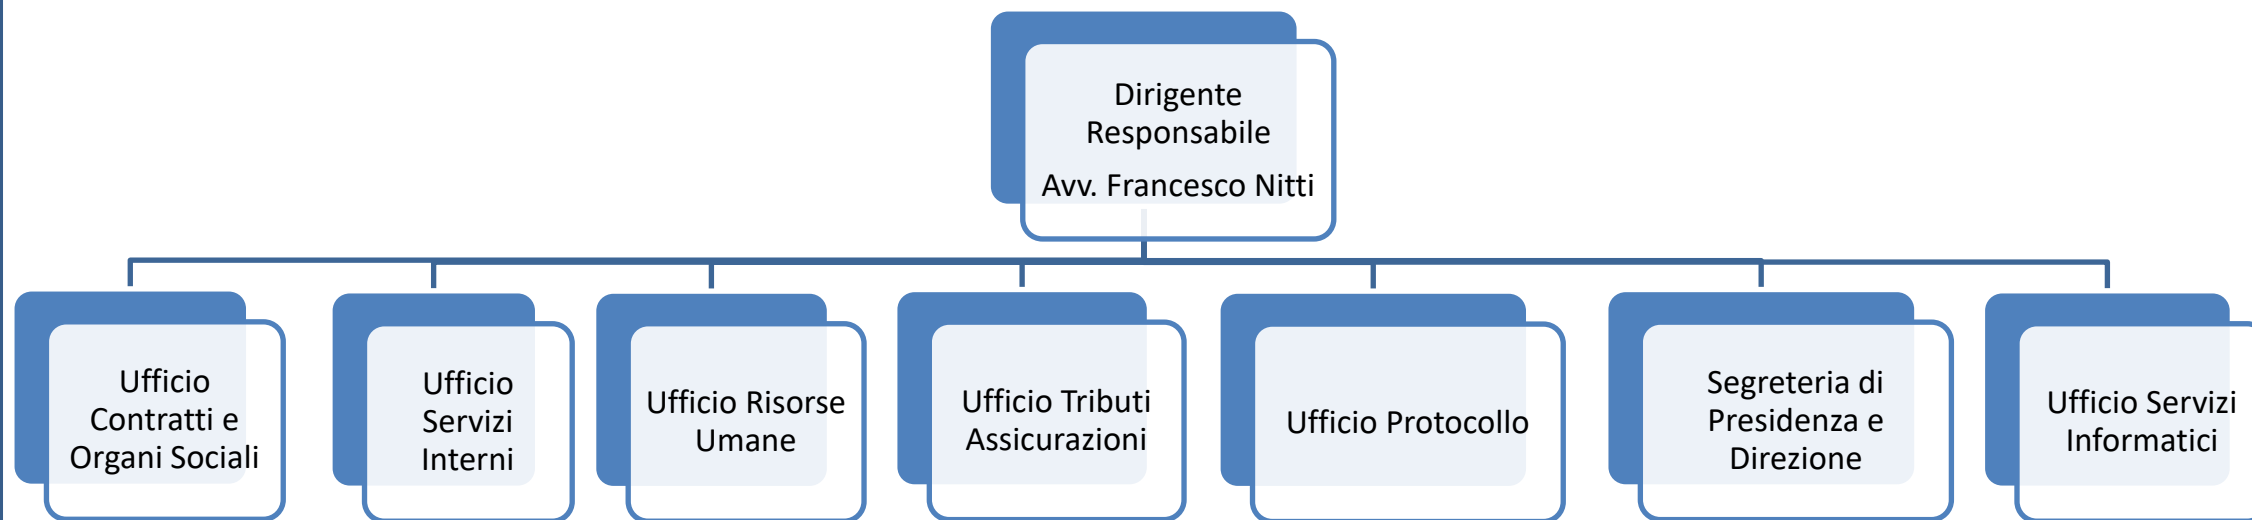 Dirigente
Responsabile
Avv. Francesco Nitti
Ufficio
Contratti e
Organi Sociali
Ufficio
Servizi
Interni
Ufficio Risorse
Umane
Ufficio Tributi
Assicurazioni
Ufficio Protocollo
Segreteria di
Presidenza e
Direzione
Ufficio Servizi
Informatici